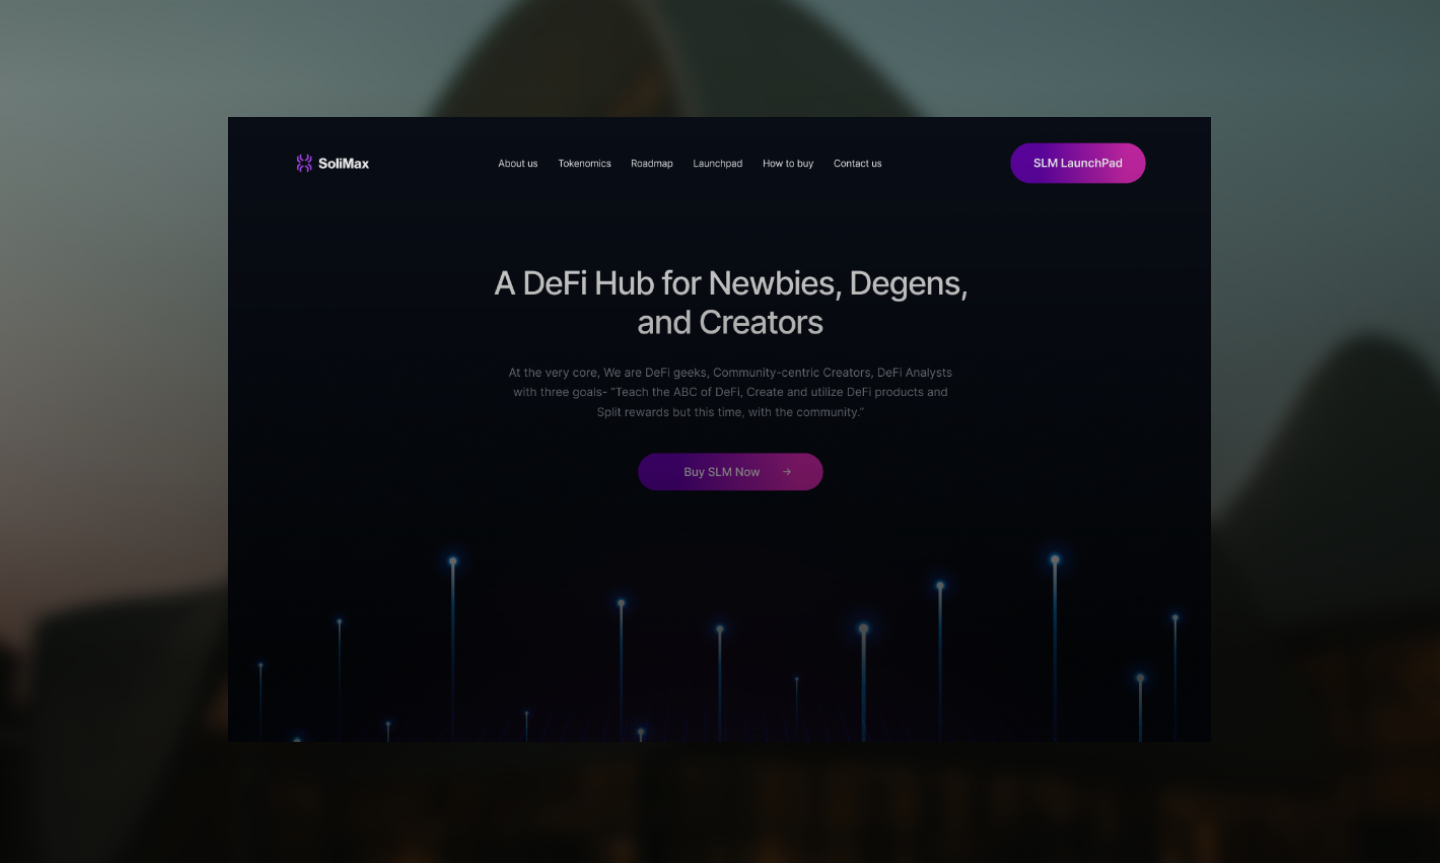 SoliMax
About us Tokenomics Roadmap Launchpad How to buy Contact us
SLM LaunchPad
A DeFi Hub for Newbies, Degens,
and Creators
At the very core, We are DeFi geeks, Community-centric Creators, DeFi Analysts
with three goals- “Teach the ABC of DeFi, Create and utilize DeFi products and
Split rewards but this time, with the community.”
Buy SLM Now →